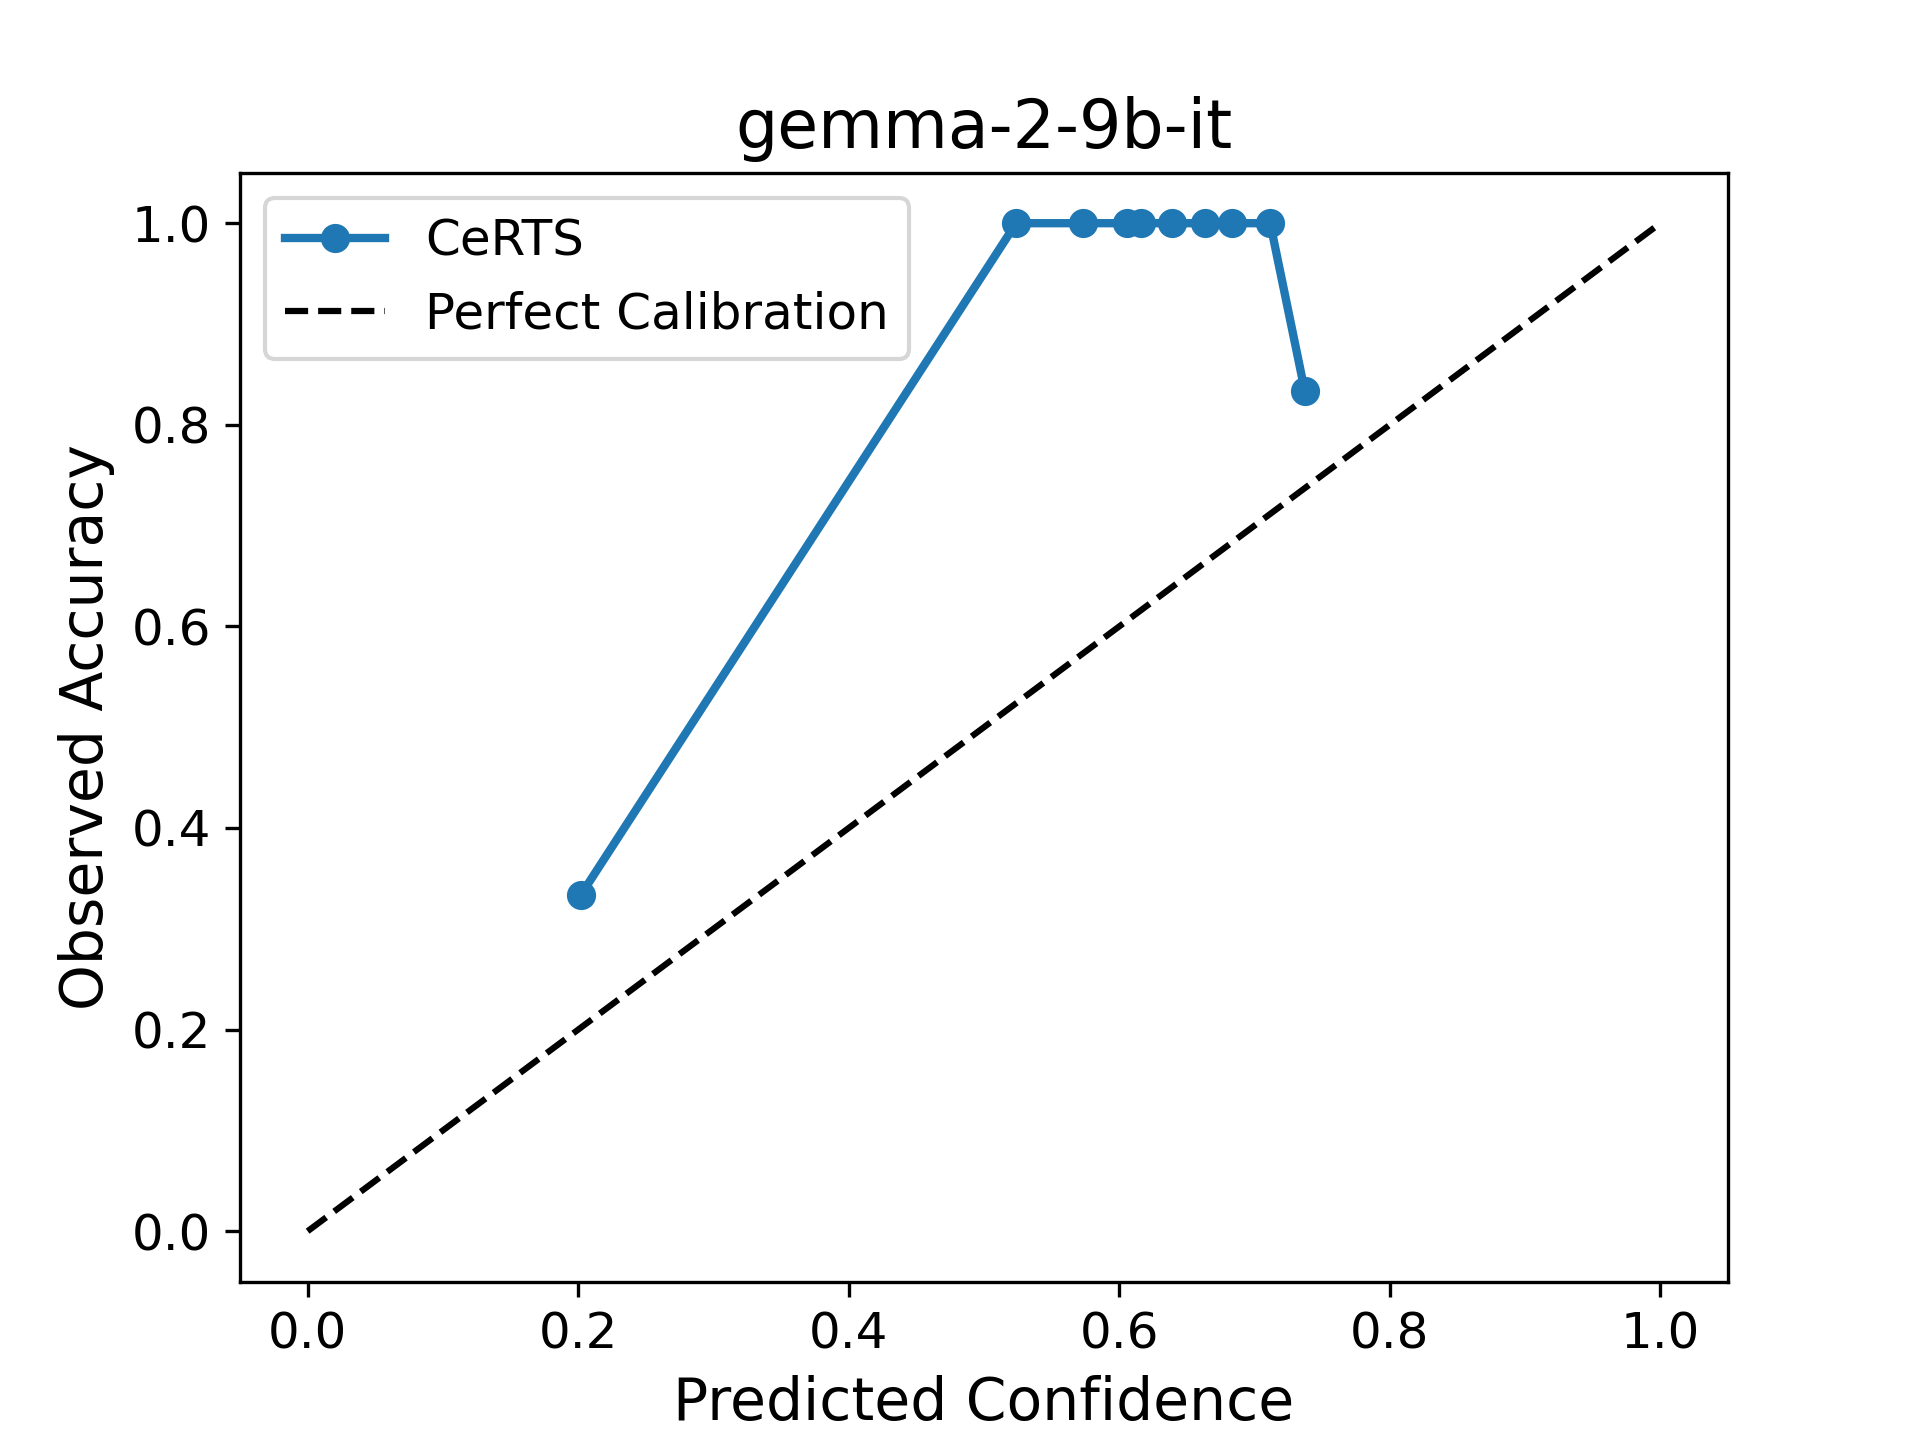 gemma-2-9b-it
CeRTS
Perfect Calibration
1.0
0.8
0.6
0.4
0.2
0.0
Observed Accuracy
0.0 0.2 0.4 0.6 0.8 1.0
Predicted Confidence